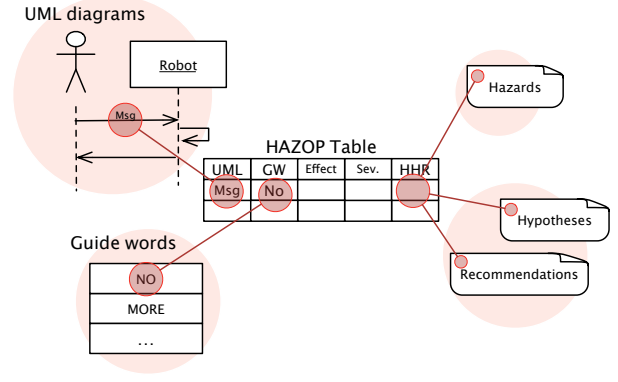 UML diagrams
Robot
Msg
HAZOP Table
UML GW Effect Sev. HHR
Msg No
Guide words
NO
MORE
...
Hazards
Hypotheses
Recommendations